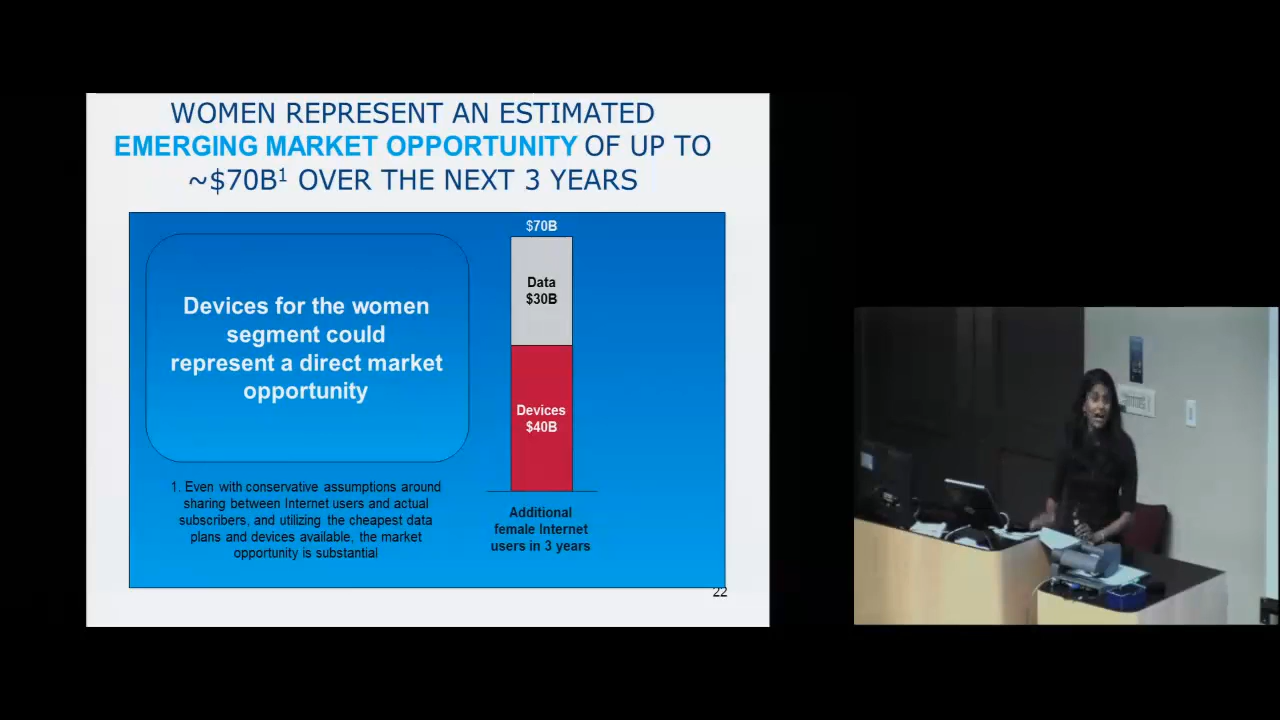 WOMEN REPRESENT AN ESTIMATED
EMERGING MARKET OPPORTUNITY OF UP TO
~$70B¹ OVER THE NEXT 3 YEARS
Devices for the women
segment could
represent a direct market
opportunity
1. Even with conservative assumptions around
sharing between Internet users and actual
subscribers, and utilizing the cheapest data
plans and devices available, the market
opportunity is substantial
$70B
Data
$30B
Devices
$40B
Additional
female Internet
users in 3 years
22